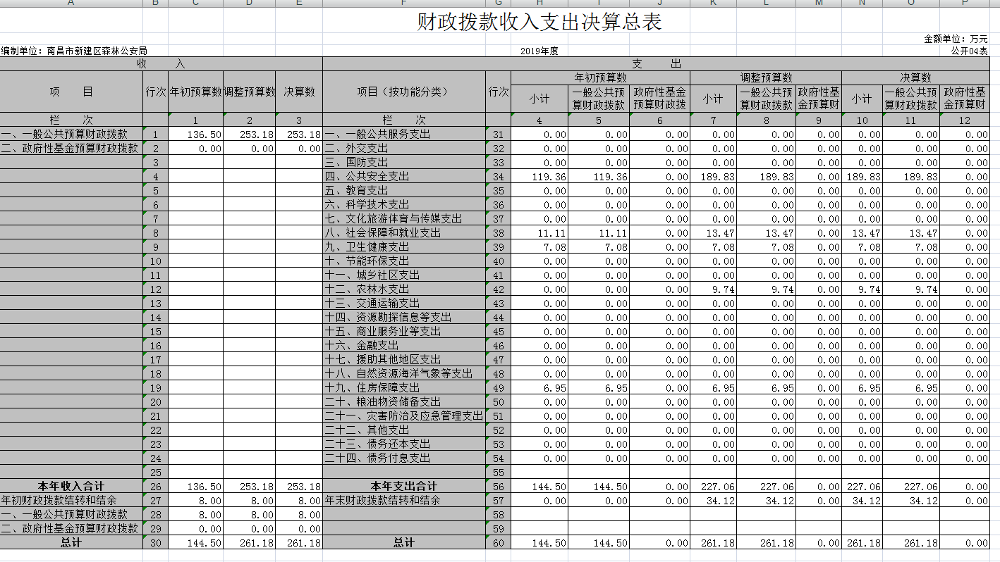 A B C D E F G H I J K L M N O P
财政拨款收入支出决算总表
金额单位：万元
编制单位：南昌市新建区森林公安局 2019年度 公开04表
收 入 支 出
项 目 行次 年初预算数 调整预算数 决算数 项目（按功能分类） 行次 年初预算数 调整预算数 决算数
小计 一般公共预算财政拨款 政府性基金预算财政拨 小计 一般公共预算财政拨款 政府性基金预算财 小计 一般公共预算财政拨款 政府性基金预算财
栏 次 1 2 3 栏 次 4 5 6 7 8 9 10 11 12
一、一般公共预算财政拨款 1 136.50 253.18 253.18 一、一般公共服务支出 31 0.00 0.00 0.00 0.00 0.00 0.00 0.00 0.00 0.00
二、政府性基金预算财政拨款 2 0.00 0.00 0.00 二、外交支出 32 0.00 0.00 0.00 0.00 0.00 0.00 0.00 0.00 0.00
3 三、国防支出 33 0.00 0.00 0.00 0.00 0.00 0.00 0.00 0.00 0.00
4 四、公共安全支出 34 119.36 119.36 0.00 189.83 189.83 0.00 189.83 189.83 0.00
5 五、教育支出 35 0.00 0.00 0.00 0.00 0.00 0.00 0.00 0.00 0.00
6 六、科学技术支出 36 0.00 0.00 0.00 0.00 0.00 0.00 0.00 0.00 0.00
7 七、文化旅游体育与传媒支出 37 0.00 0.00 0.00 0.00 0.00 0.00 0.00 0.00 0.00
8 八、社会保障和就业支出 38 11.11 11.11 0.00 13.47 13.47 0.00 13.47 13.47 0.00
9 九、卫生健康支出 39 7.08 7.08 0.00 7.08 7.08 0.00 7.08 7.08 0.00
10 十、节能环保支出 40 0.00 0.00 0.00 0.00 0.00 0.00 0.00 0.00 0.00
11 十一、城乡社区支出 41 0.00 0.00 0.00 0.00 0.00 0.00 0.00 0.00 0.00
12 十二、农林水支出 42 0.00 0.00 0.00 9.74 9.74 0.00 9.74 9.74 0.00
13 十三、交通运输支出 43 0.00 0.00 0.00 0.00 0.00 0.00 0.00 0.00 0.00
14 十四、资源勘探信息等支出 44 0.00 0.00 0.00 0.00 0.00 0.00 0.00 0.00 0.00
15 十五、商业服务业等支出 45 0.00 0.00 0.00 0.00 0.00 0.00 0.00 0.00 0.00
16 十六、金融支出 46 0.00 0.00 0.00 0.00 0.00 0.00 0.00 0.00 0.00
17 十七、援助其他地区支出 47 0.00 0.00 0.00 0.00 0.00 0.00 0.00 0.00 0.00
18 十八、自然资源海洋气象等支出 48 0.00 0.00 0.00 0.00 0.00 0.00 0.00 0.00 0.00
19 十九、住房保障支出 49 6.95 6.95 0.00 6.95 6.95 0.00 6.95 6.95 0.00
20 二十、粮油物资储备支出 50 0.00 0.00 0.00 0.00 0.00 0.00 0.00 0.00 0.00
21 二十一、灾害防治及应急管理支出 51 0.00 0.00 0.00 0.00 0.00 0.00 0.00 0.00 0.00
22 二十二、其他支出 52 0.00 0.00 0.00 0.00 0.00 0.00 0.00 0.00 0.00
23 二十三、债务还本支出 53 0.00 0.00 0.00 0.00 0.00 0.00 0.00 0.00 0.00
24 二十四、债务付息支出 54 0.00 0.00 0.00 0.00 0.00 0.00 0.00 0.00 0.00
25 55
本年收入合计 26 136.50 253.18 253.18 本年支出合计 56 144.50 144.50 0.00 227.06 227.06 0.00 227.06 227.06 0.00
年初财政拨款结转和结余 27 8.00 8.00 8.00 年末财政拨款结转和结余 57 0.00 0.00 0.00 34.12 34.12 0.00 34.12 34.12 0.00
一、一般公共预算财政拨款 28 8.00 8.00 8.00 58
二、政府性基金预算财政拨款 29 0.00 0.00 0.00 59
总计 30 144.50 261.18 261.18 总计 60 144.50 144.50 0.00 261.18 261.18 0.00 261.18 261.18 0.00